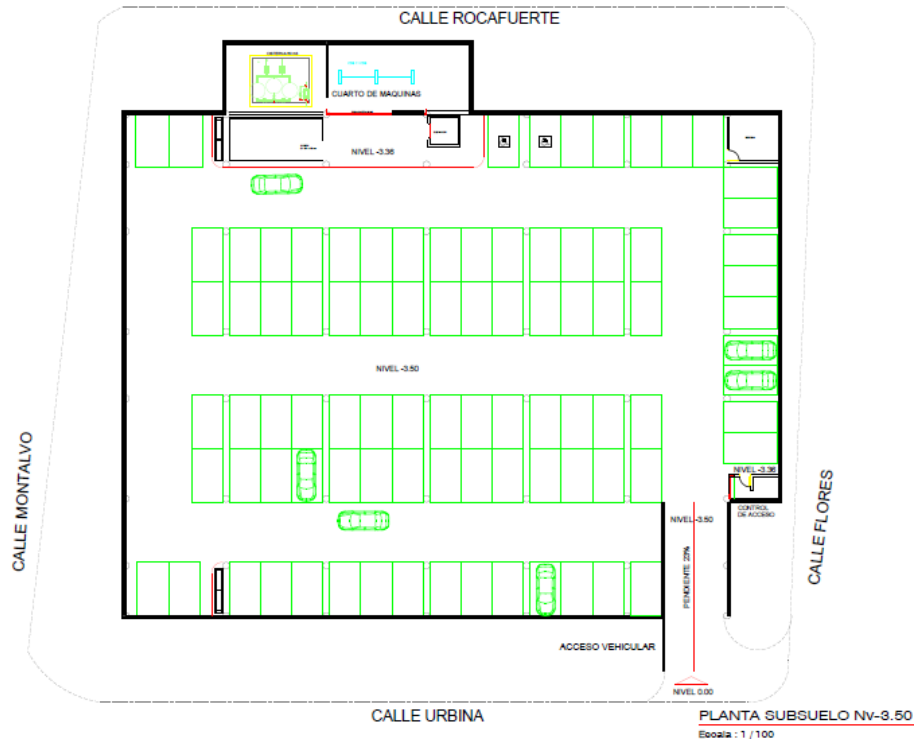 CALLE ROCAFUERTE
CUARTO DE MAQUINAS
NIVEL -3.36
NIVEL -3.50
CALLE MONTALVO
NIVEL -3.36
CONTROL
DE ACCESO
CALLE FLORES
NIVEL -3.50
PENDIENTE 23%
ACCESO VEHICULAR
NIVEL 0.00
CALLE URBINA
PLANTA SUBSUELO Nv-3.50
Escala : 1 / 100